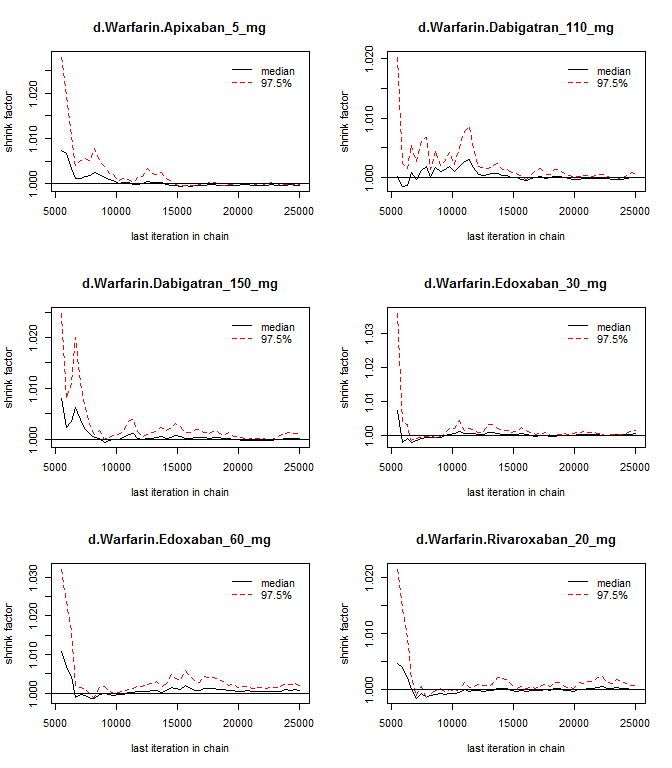 d.Warfarin.Apixaban_5_mg
shrink factor
1.000 1.010 1.020
median
97.5%
5000 10000 15000 20000 25000
last iteration in chain
d.Warfarin.Dabigatran_110_mg
shrink factor
1.000 1.010 1.020
median
97.5%
5000 10000 15000 20000 25000
last iteration in chain
d.Warfarin.Dabigatran_150_mg
shrink factor
1.000 1.010 1.020
median
97.5%
5000 10000 15000 20000 25000
last iteration in chain
d.Warfarin.Edoxaban_30_mg
shrink factor
1.00 1.01 1.02 1.03
median
97.5%
5000 10000 15000 20000 25000
last iteration in chain
d.Warfarin.Edoxaban_60_mg
shrink factor
1.000 1.010 1.020 1.030
median
97.5%
5000 10000 15000 20000 25000
last iteration in chain
d.Warfarin.Rivaroxaban_20_mg
shrink factor
1.000 1.010 1.020
median
97.5%
5000 10000 15000 20000 25000
last iteration in chain